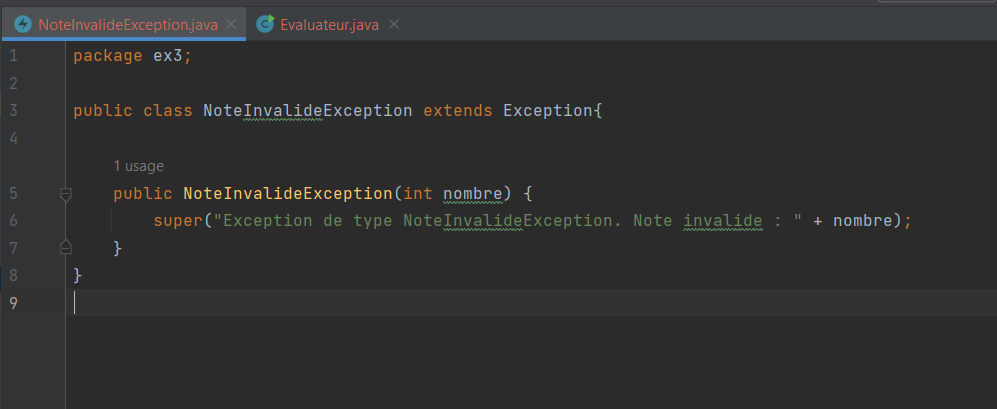 NoteInvalideException.java Evaluateur.java
1 package ex3;
2
3 public class NoteInvalideException extends Exception{
4
1 usage
5 public NoteInvalideException(int nombre) {
6 super("Exception de type NoteInvalideException. Note invalide : " + nombre);
7 }
8 }
9